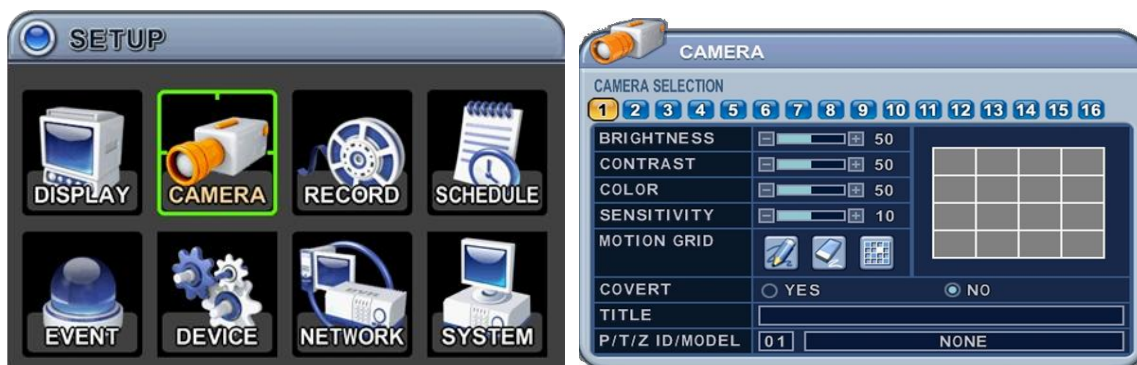 SETUP
DISPLAY CAMERA RECORD SCHEDULE
EVENT DEVICE NETWORK SYSTEM
CAMERA
CAMERA SELECTION
1 2 3 4 5 6 7 8 9 10 11 12 13 14 15 16
BRIGHTNESS 50
CONTRAST 50
COLOR 50
SENSITIVITY 10
MOTION GRID
COVERT YES NO
TITLE
P/T/Z ID/MODEL 01 NONE